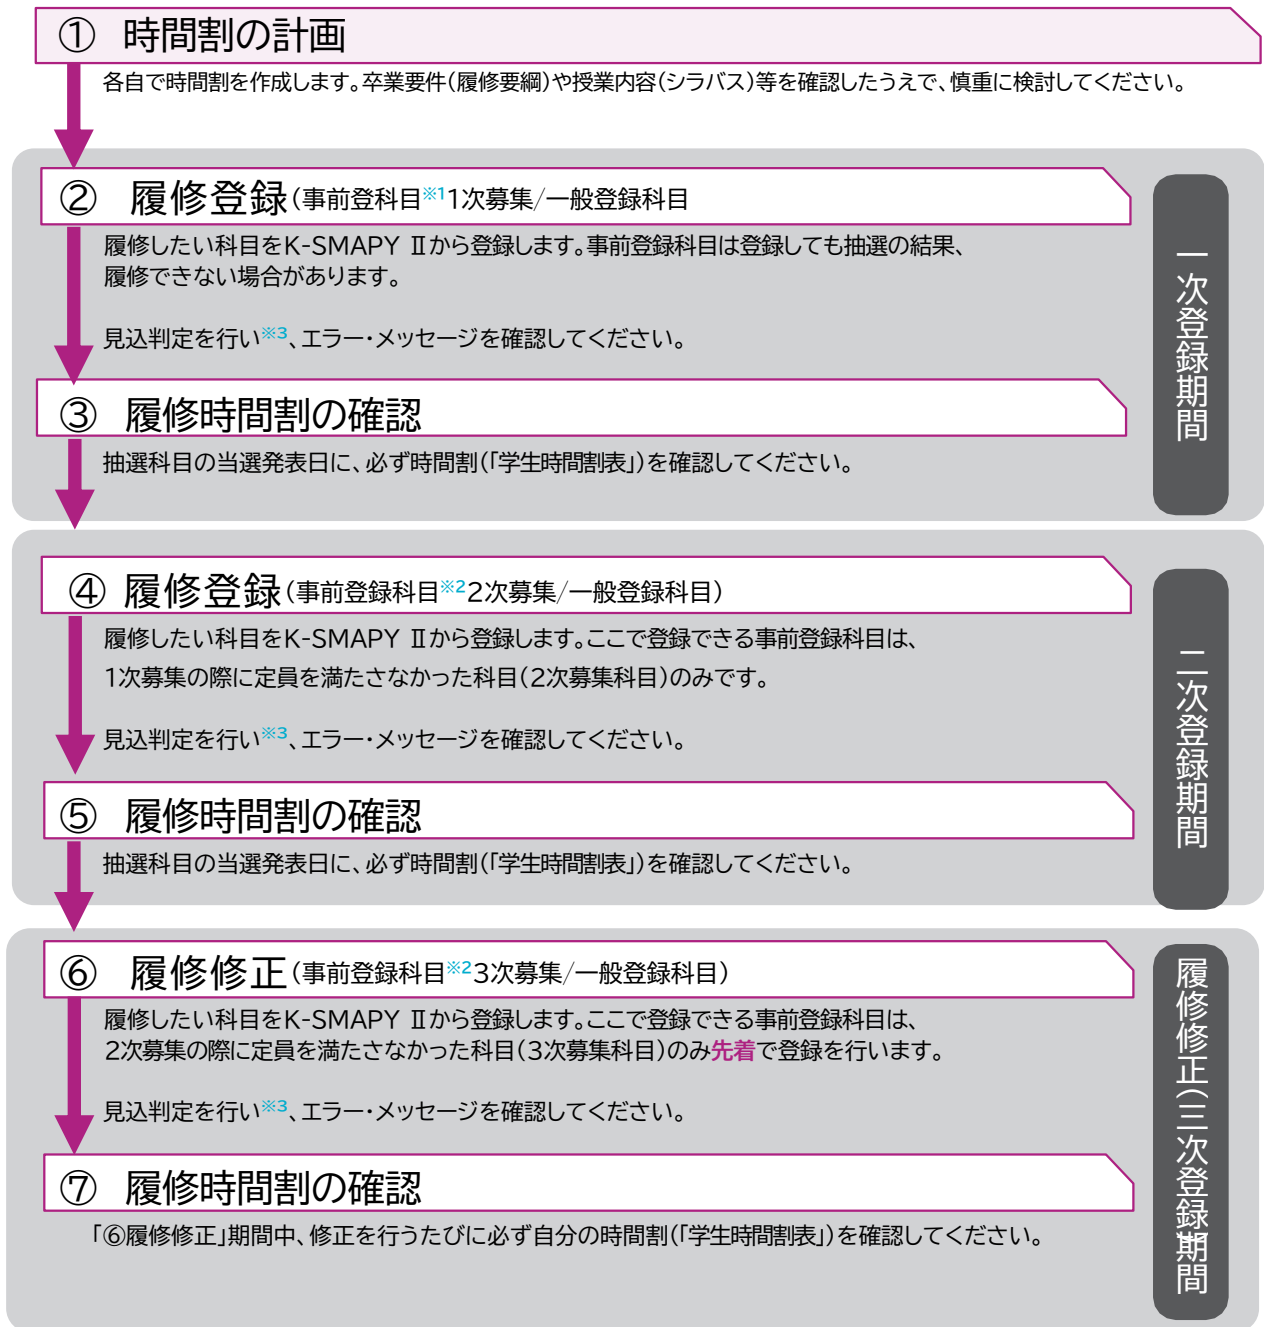 ① 時間割の計画
各自で時間割を作成します。卒業要件(履修要綱)や授業内容(シラバス)等を確認したうえで、慎重に検討してください。
② 履修登録(事前登科目※11次募集/一般登録科目
履修したい科目をK-SMAPY Ⅱから登録します。事前登録科目は登録しても抽選の結果、
履修できない場合があります。
見込判定を行い※3、エラー・メッセージを確認してください。
③ 履修時間割の確認
抽選科目の当選発表日に、必ず時間割(「学生時間割表」)を確認してください。
一次登録期間
④ 履修登録(事前登録科目※22次募集/一般登録科目)
履修したい科目をK-SMAPY Ⅱから登録します。ここで登録できる事前登録科目は、
1次募集の際に定員を満たさなかった科目(2次募集科目)のみです。
見込判定を行い※3、エラー・メッセージを確認してください。
⑤ 履修時間割の確認
抽選科目の当選発表日に、必ず時間割(「学生時間割表」)を確認してください。
二次登録期間
⑥ 履修修正(事前登録科目※23次募集/一般登録科目)
履修したい科目をK-SMAPY Ⅱから登録します。ここで登録できる事前登録科目は、
2次募集の際に定員を満たさなかった科目(3次募集科目)のみ先着で登録を行います。
見込判定を行い※3、エラー・メッセージを確認してください。
⑦ 履修時間割の確認
「⑥履修修正」期間中、修正を行うたびに必ず自分の時間割(「学生時間割表」)を確認してください。
履修修正(三次登録)期間